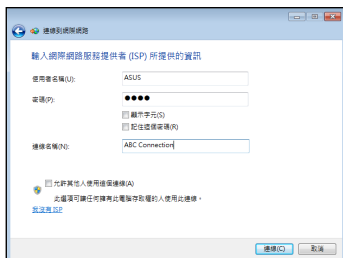 連線到網際網路
輸入網際網路服務提供者 (ISP) 所提供的資訊
使用者名稱(U):
ASUS
密碼(P):
●●●●
顯示字元(S)
記住這個密碼(R)
連線名稱(N):
ABC Connection
允許其他人使用這個連線(A)
此選項可讓任何擁有此電腦存取權的人使用此連線。
我沒有 ISP
連線(C)
取消